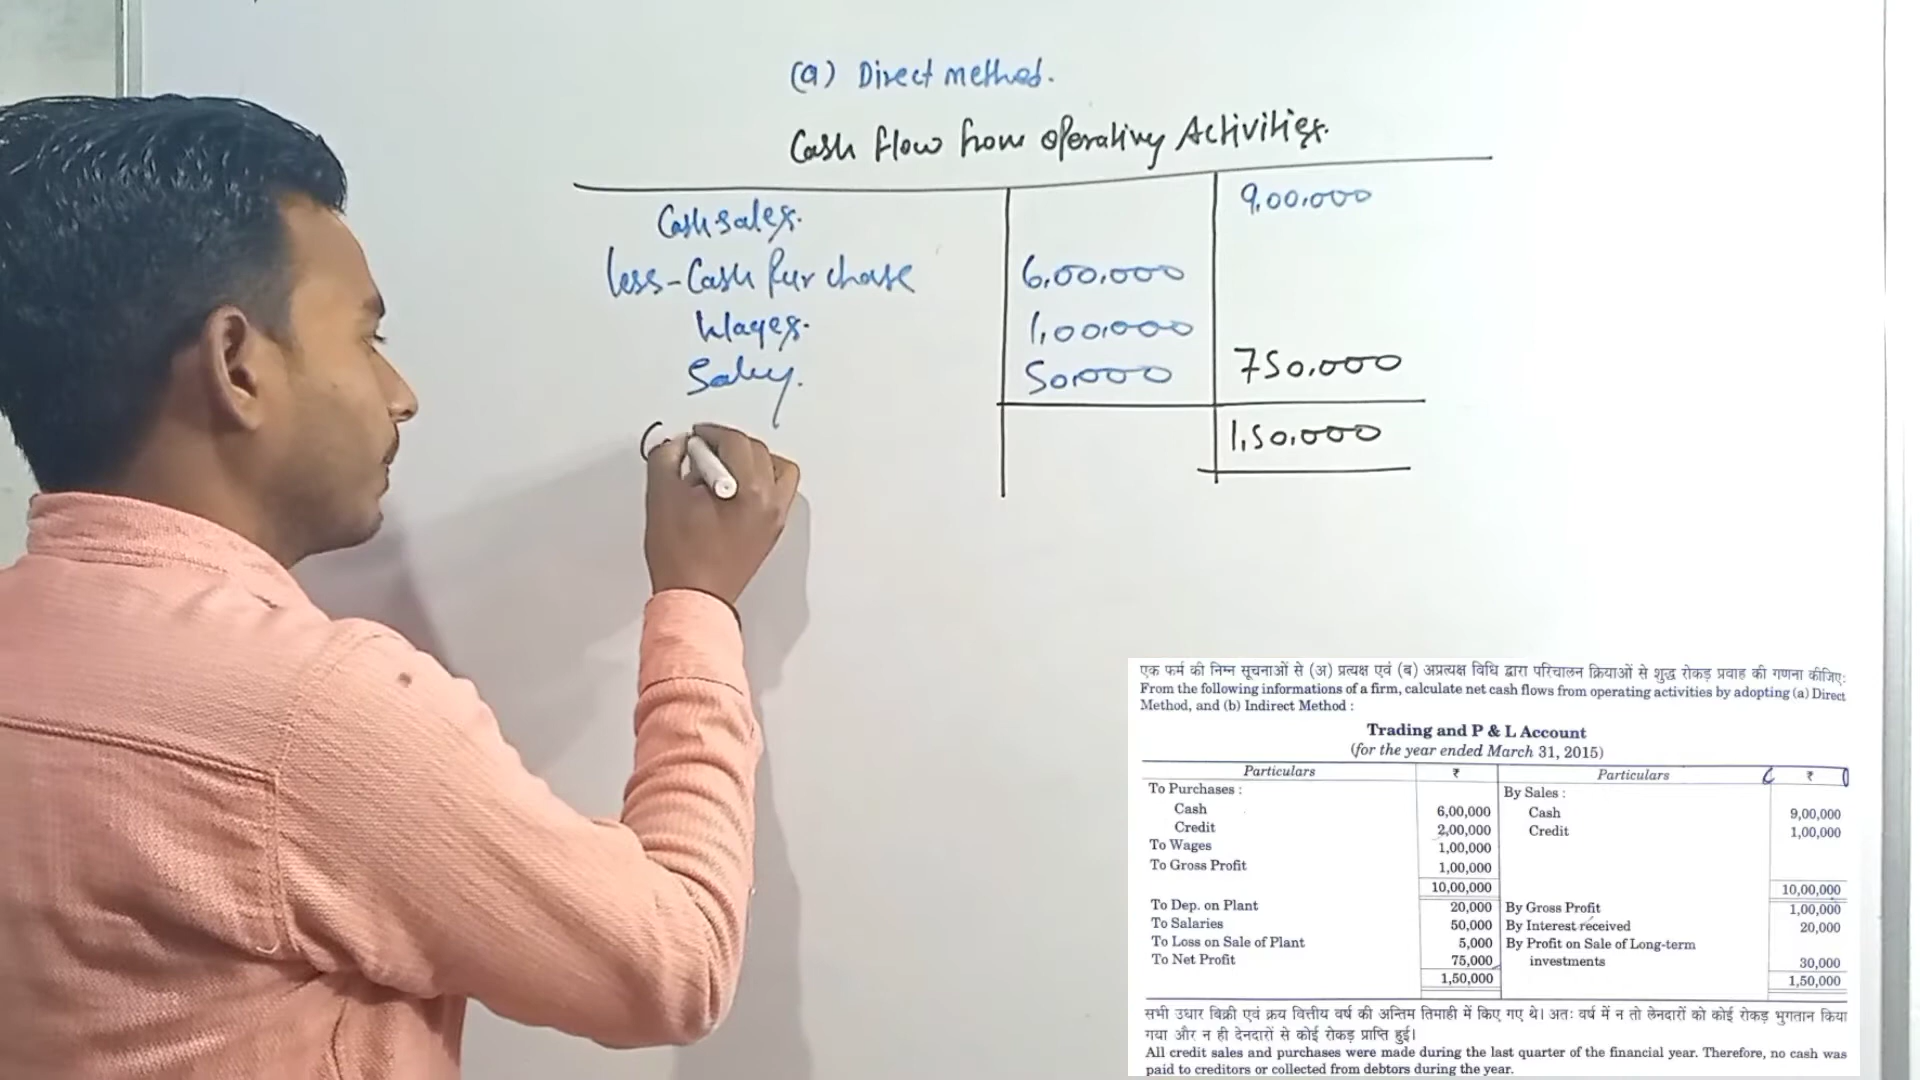 (a) Direct method.
Cash flow from operating Activities.
Cash sales. 9,00,000
less-Cash Purchase 6,00,000
Wages. 1,00,000
Salary. 50,000 750,000
1,50,000
एक फर्म की निम्न सूचनाओं से (अ) प्रत्यक्ष एवं (ब) अप्रत्यक्ष विधि द्वारा परिचालन क्रियाओं से शुद्ध रोकड़ प्रवाह की गणना कीजिए:
From the following informations of a firm, calculate net cash flows from operating activities by adopting (a) Direct
Method, and (b) Indirect Method :
Trading and P & L Account
(for the year ended March 31, 2015)
Particulars ₹ Particulars ₹
To Purchases : By Sales :
Cash 6,00,000 Cash 9,00,000
Credit 2,00,000 Credit 1,00,000
To Wages 1,00,000
To Gross Profit 1,00,000
10,00,000 10,00,000
To Dep. on Plant 20,000 By Gross Profit 1,00,000
To Salaries 50,000 By Interest received 20,000
To Loss on Sale of Plant 5,000 By Profit on Sale of Long-term
To Net Profit 75,000 investments 30,000
1,50,000 1,50,000
सभी उधार बिक्री एवं क्रय वित्तीय वर्ष की अन्तिम तिमाही में किए गए थे। अतः वर्ष में न तो लेनदारों को कोई रोकड़ भुगतान किया
गया और न ही देनदारों से कोई रोकड़ प्राप्ति हुई।
All credit sales and purchases were made during the last quarter of the financial year. Therefore, no cash was
paid to creditors or collected from debtors during the year.